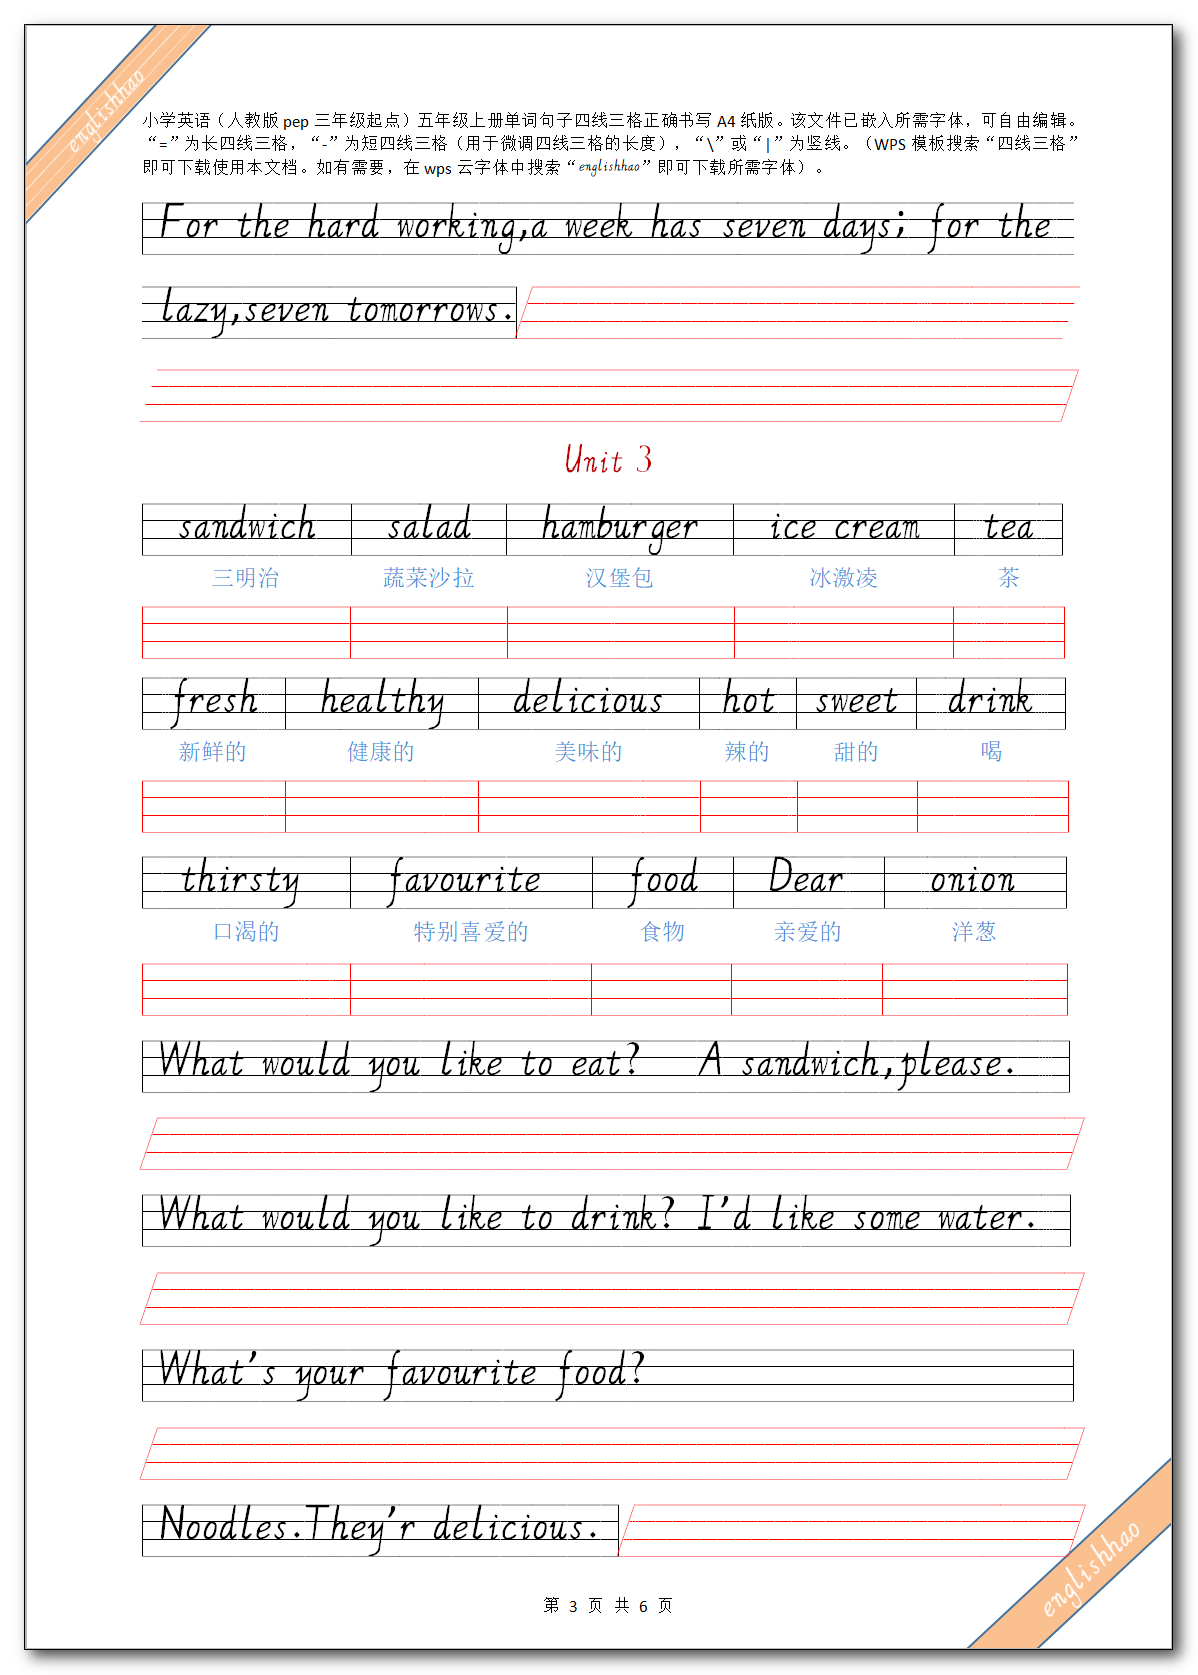 englishhao
小学英语（人教版 pep 三年级起点）五年级上册单词句子四线三格正确书写 A4 纸版。该文件已嵌入所需字体，可自由编辑。
“=”为长四线三格，“-”为短四线三格（用于微调四线三格的长度），“\”或“|”为竖线。（WPS 模板搜索“四线三格”
即可下载使用本文档。如有需要，在 wps 云字体中搜索“englishhao”即可下载所需字体）。
For the hard working,a week has seven days; for the
lazy,seven tomorrows.
Unit 3
sandwich salad hamburger ice cream tea
三明治 蔬菜沙拉 汉堡包 冰激凌 茶
fresh healthy delicious hot sweet drink
新鲜的 健康的 美味的 辣的 甜的 喝
thirsty favourite food Dear onion
口渴的 特别喜爱的 食物 亲爱的 洋葱
What would you like to eat? A sandwich,please.
What would you like to drink? I'd like some water.
What's your favourite food?
Noodles.They'r delicious.
englishhao
第 3 页 共 6 页